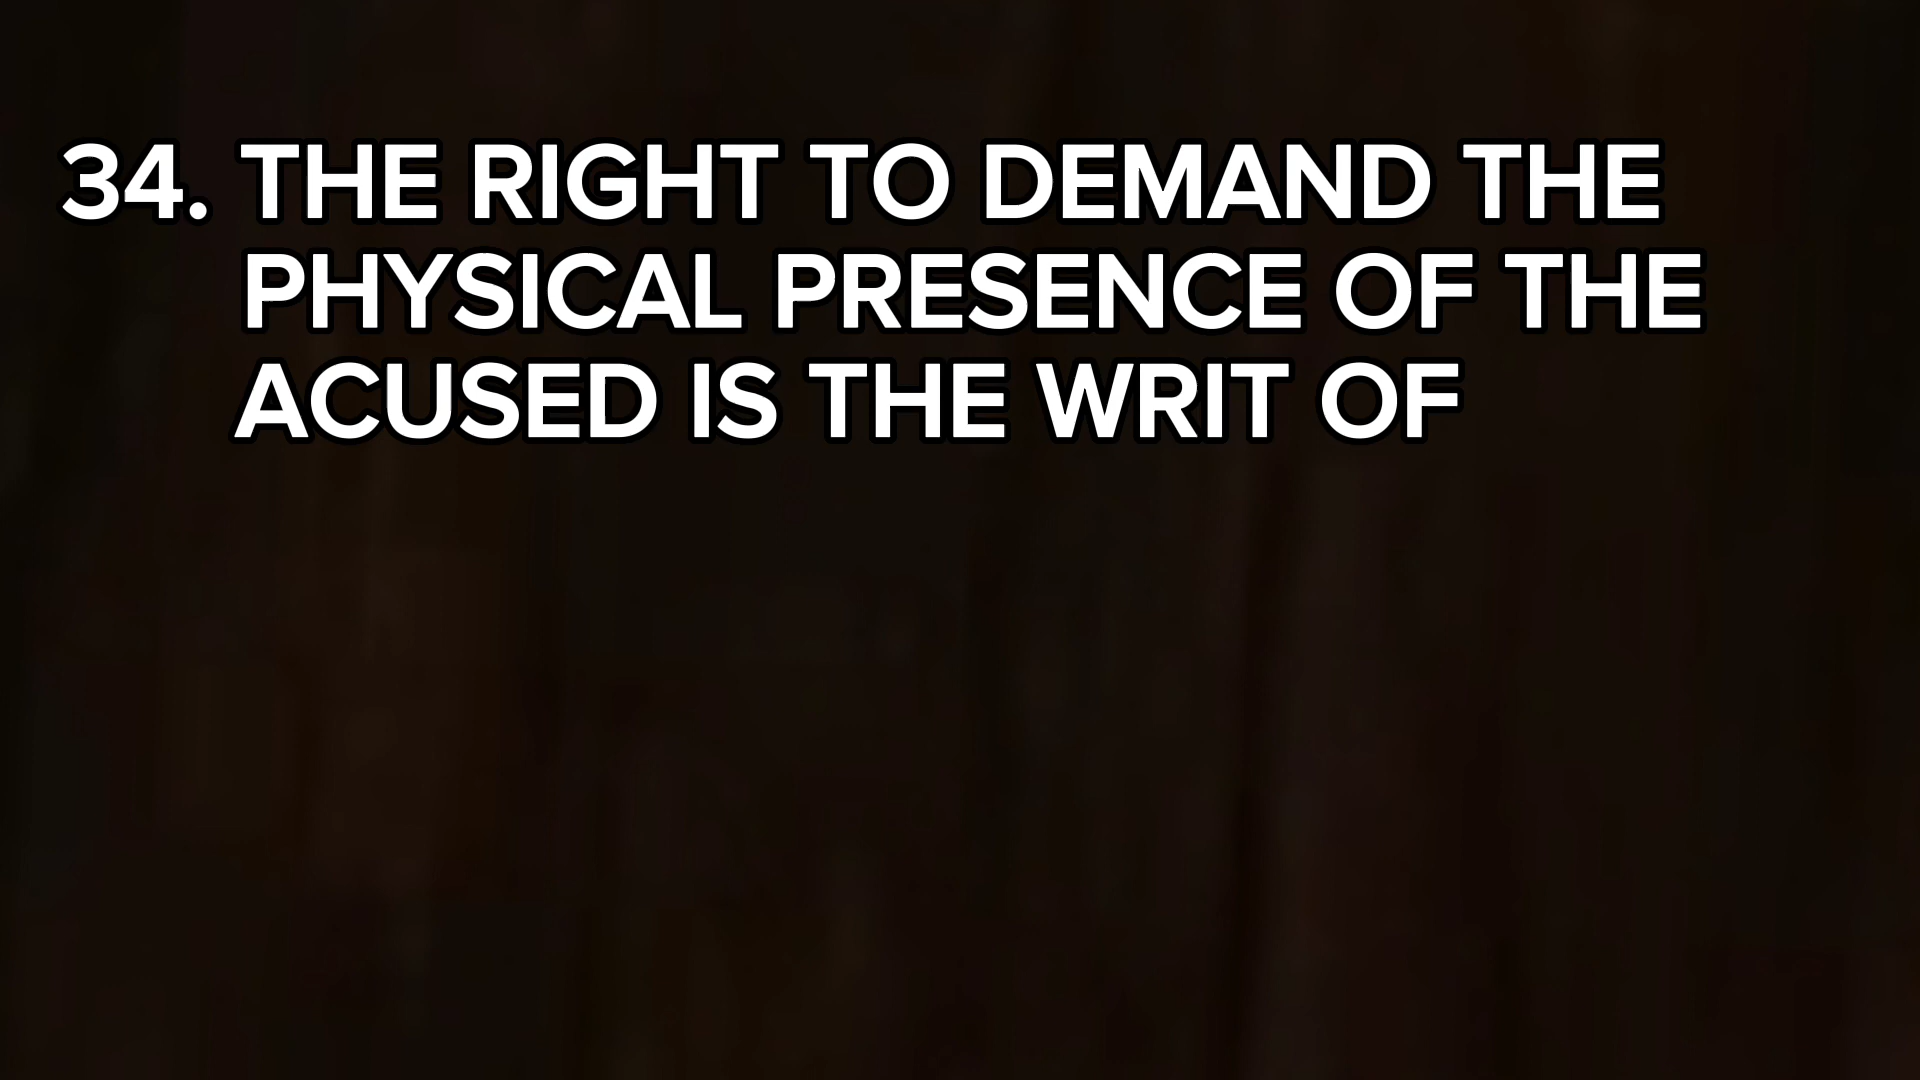 34. THE RIGHT TO DEMAND THE
PHYSICAL PRESENCE OF THE
ACUSED IS THE WRIT OF